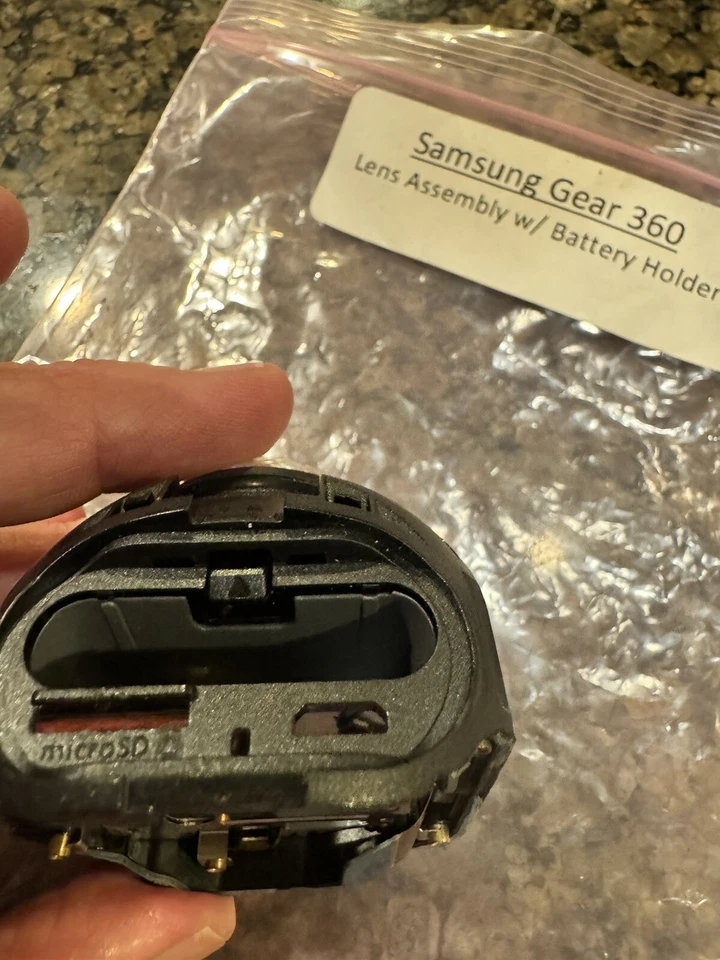 Samsung Gear 360
Lens Assembly w/ Battery Holder
microSD